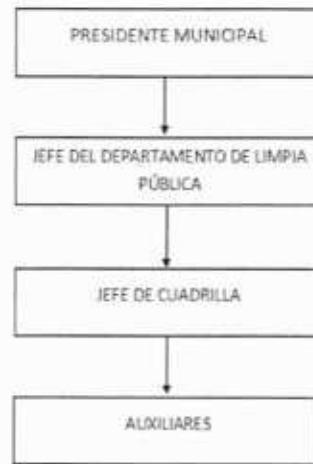 PRESIDENTE MUNICIPAL
JEFE DEL DEPARTAMENTO DE LIMPIA
PÚBLICA
JEFE DE CUADRILLA
AUXILIARES